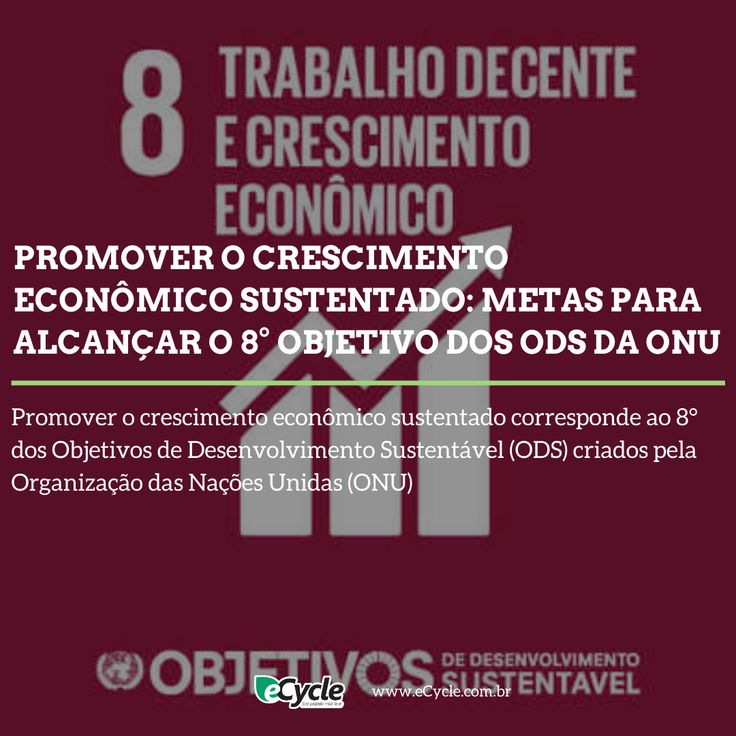 8 TRABALHO DECENTE
E CRESCIMENTO
ECONÔMICO
PROMOVER O CRESCIMENTO
ECONÔMICO SUSTENTADO: METAS PARA
ALCANÇAR O 8° OBJETIVO DOS ODS DA ONU
Promover o crescimento econômico sustentado corresponde ao 8°
dos Objetivos de Desenvolvimento Sustentável (ODS) criados pela
Organização das Nações Unidas (ONU)
OBJETIVOS DE DESENVOLVIMENTO
SUSTENTAVEL
eCycle
www.eCycle.com.br